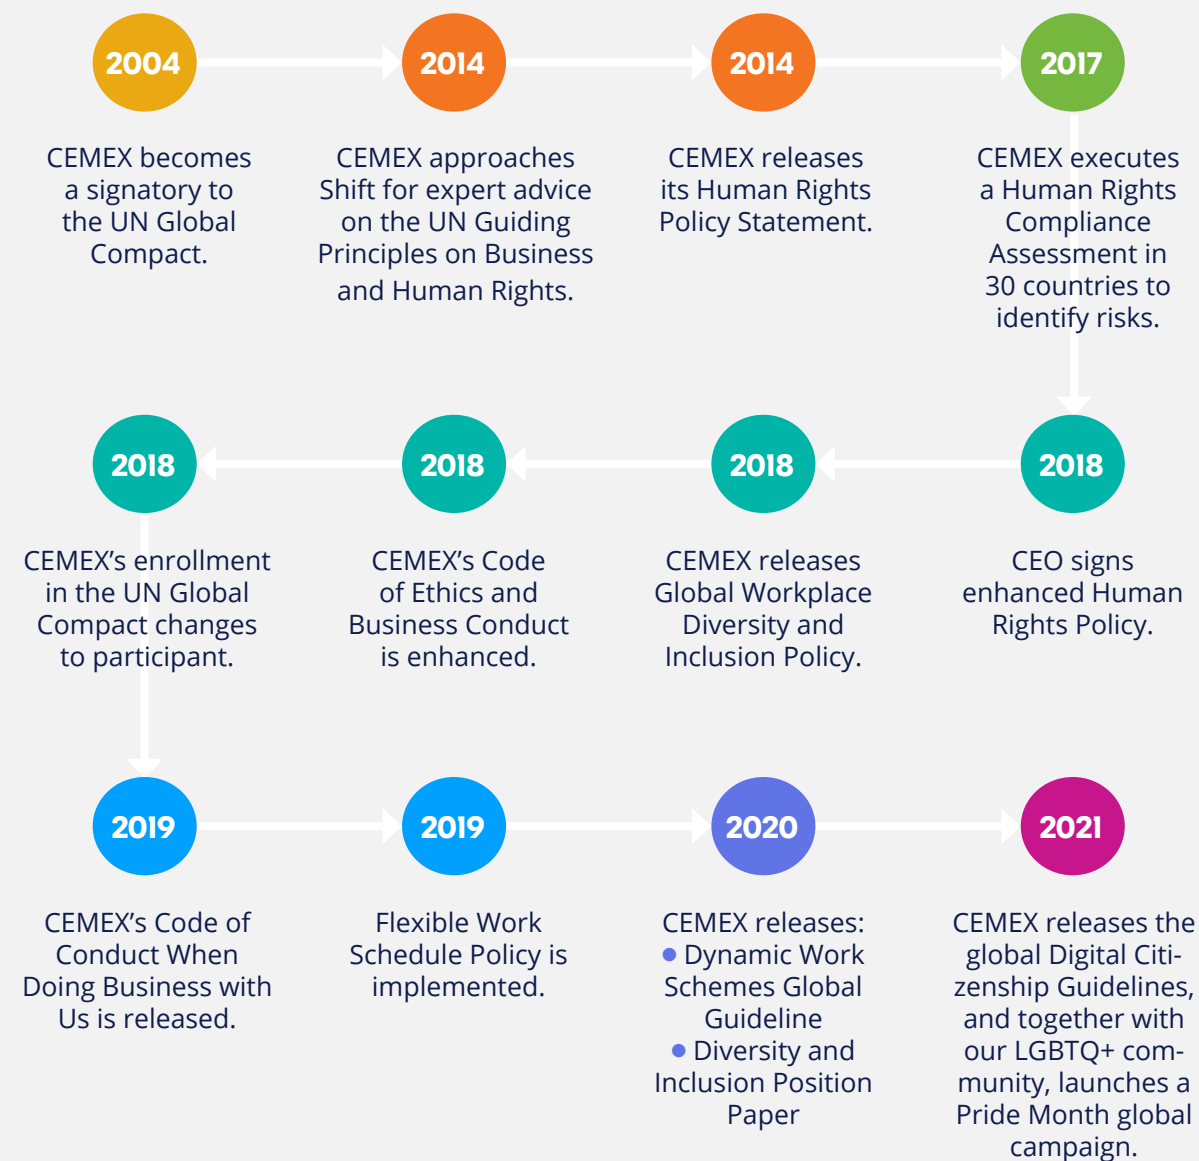 2004
CEMEX becomes
a signatory to
the UN Global
Compact.
2014
CEMEX approaches
Shift for expert advice
on the UN Guiding
Principles on Business
and Human Rights.
2014
CEMEX releases
its Human Rights
Policy Statement.
2017
CEMEX executes
a Human Rights
Compliance
Assessment in
30 countries to
identify risks.
2018
CEO signs
enhanced Human
Rights Policy.
2018
CEMEX releases
Global Workplace
Diversity and
Inclusion Policy.
2018
CEMEX’s Code
of Ethics and
Business Conduct
is enhanced.
2018
CEMEX’s enrollment
in the UN Global
Compact changes
to participant.
2019
CEMEX’s Code of
Conduct When
Doing Business with
Us is released.
2019
Flexible Work
Schedule Policy is
implemented.
2020
CEMEX releases:
● Dynamic Work
Schemes Global
Guideline
● Diversity and
Inclusion Position
Paper
2021
CEMEX releases the
global Digital Citi-
zenship Guidelines,
and together with
our LGBTQ+ com-
munity, launches a
Pride Month global
campaign.